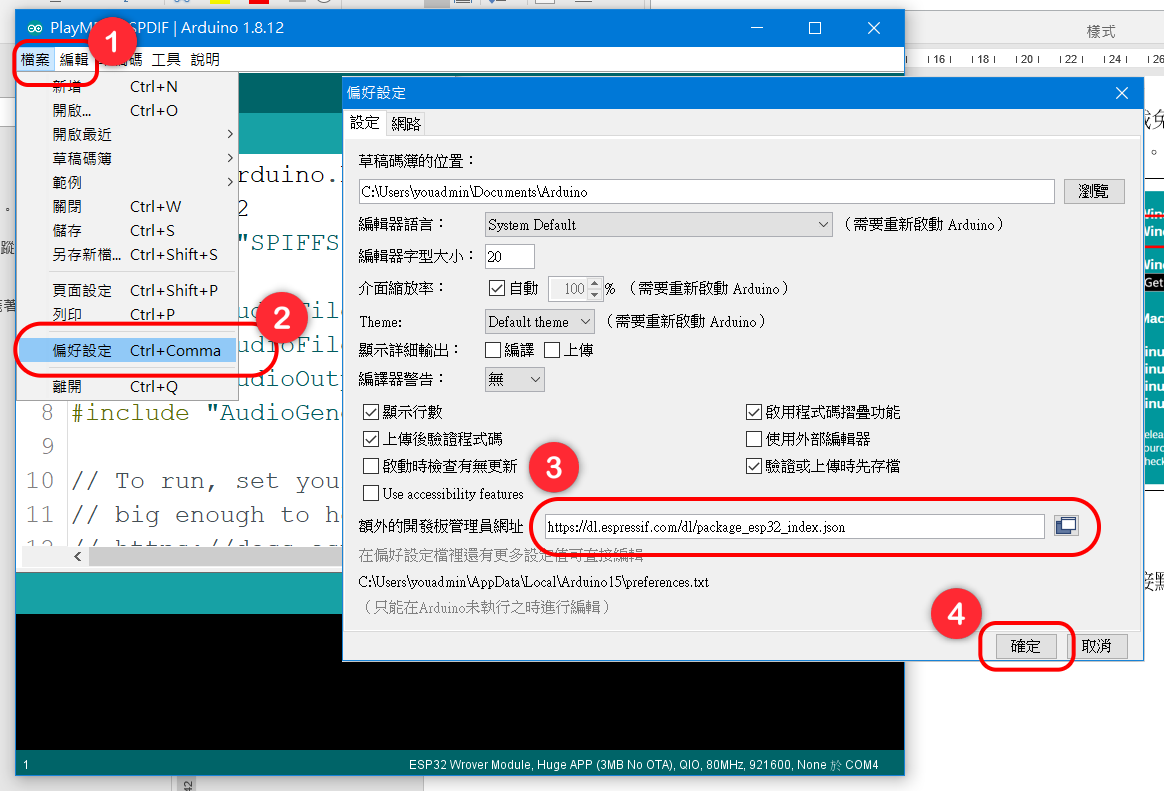 樣式
PlayM SPDIF | Arduino 1.8.12
1
檔案 編輯 碼 工具 說明
16 18 20 22 24 26
新增 Ctrl+N
開啟... Ctrl+O
開啟最近
草稿碼簿
範例
關閉 Ctrl+W
儲存 Ctrl+S
另存新檔... Ctrl+Shift+S
頁面設定 Ctrl+Shift+P
列印 Ctrl+P
偏好設定 Ctrl+Comma
離開 Ctrl+Q
2
rduino.
2
"SPIFFS
udioFil
udioFil
udioOut
8 #include "AudioGen
9
10 // To run, set you
11 // big enough to h
偏好設定
設定 網路
草稿碼簿的位置：
C:\Users\youadmin\Documents\Arduino 瀏覽
編輯器語言： System Default （需要重新啟動 Arduino）
編輯器字型大小： 20
介面縮放率： 自動 100 % （需要重新啟動 Arduino）
Theme: Default theme （需要重新啟動 Arduino）
顯示詳細輸出： 編譯 上傳
編譯器警告： 無
顯示行數 啟用程式碼摺疊功能
上傳後驗證程式碼 使用外部編輯器
啟動時檢查有無更新 驗證或上傳時先存檔
3
Use accessibility features
額外的開發板管理員網址 https://dl.espressif.com/dl/package_esp32_index.json
在偏好設定檔裡還有更多設定值可直接編輯
C:\Users\youadmin\AppData\Local\Arduino15\preferences.txt
（只能在Arduino未執行之時進行編輯）
4
確定 取消
1 ESP32 Wrover Module, Huge APP (3MB No OTA), QIO, 80MHz, 921600, None 於 COM4
42
蹤
Get